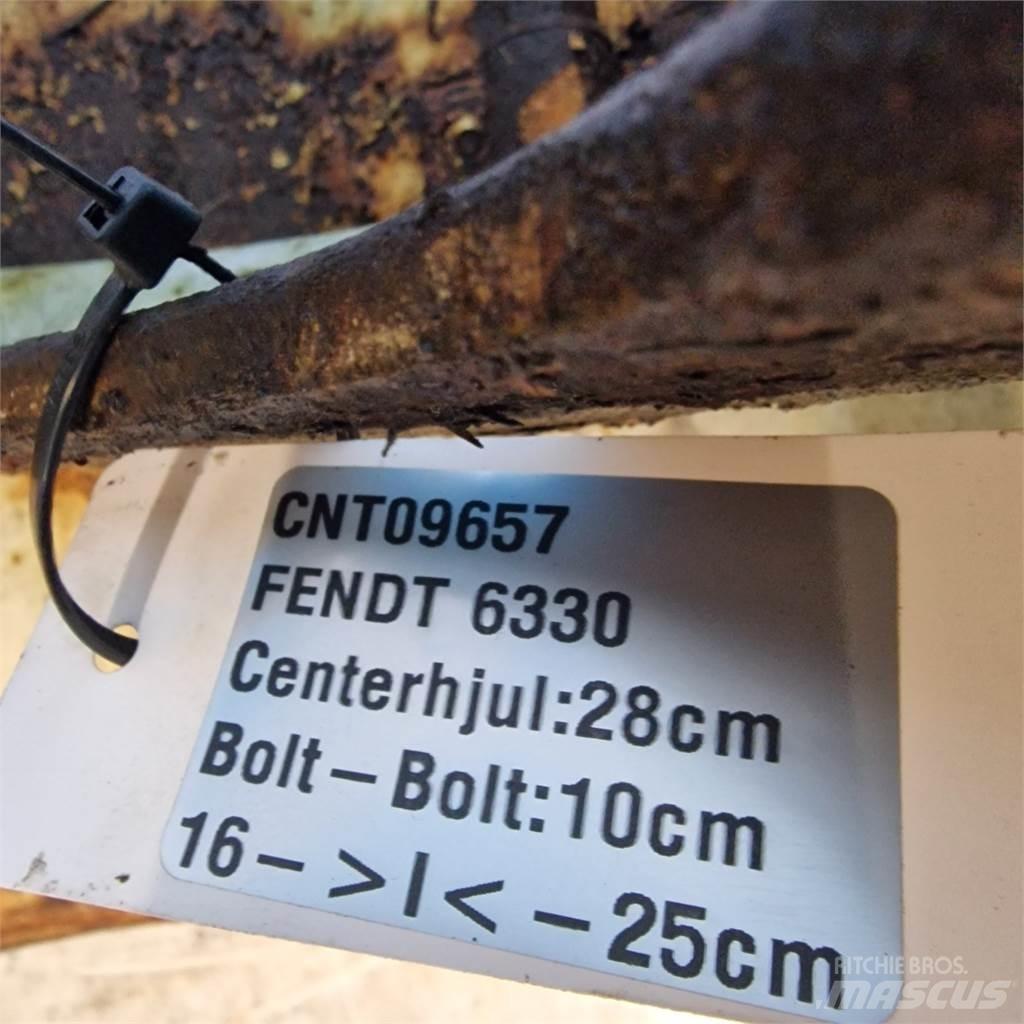 CNT09657
FENDT 6330
Centerhjul:28cm
Bolt-Bolt:10cm
16->|<-25cm
RITCHIE BROS.
MASCUS